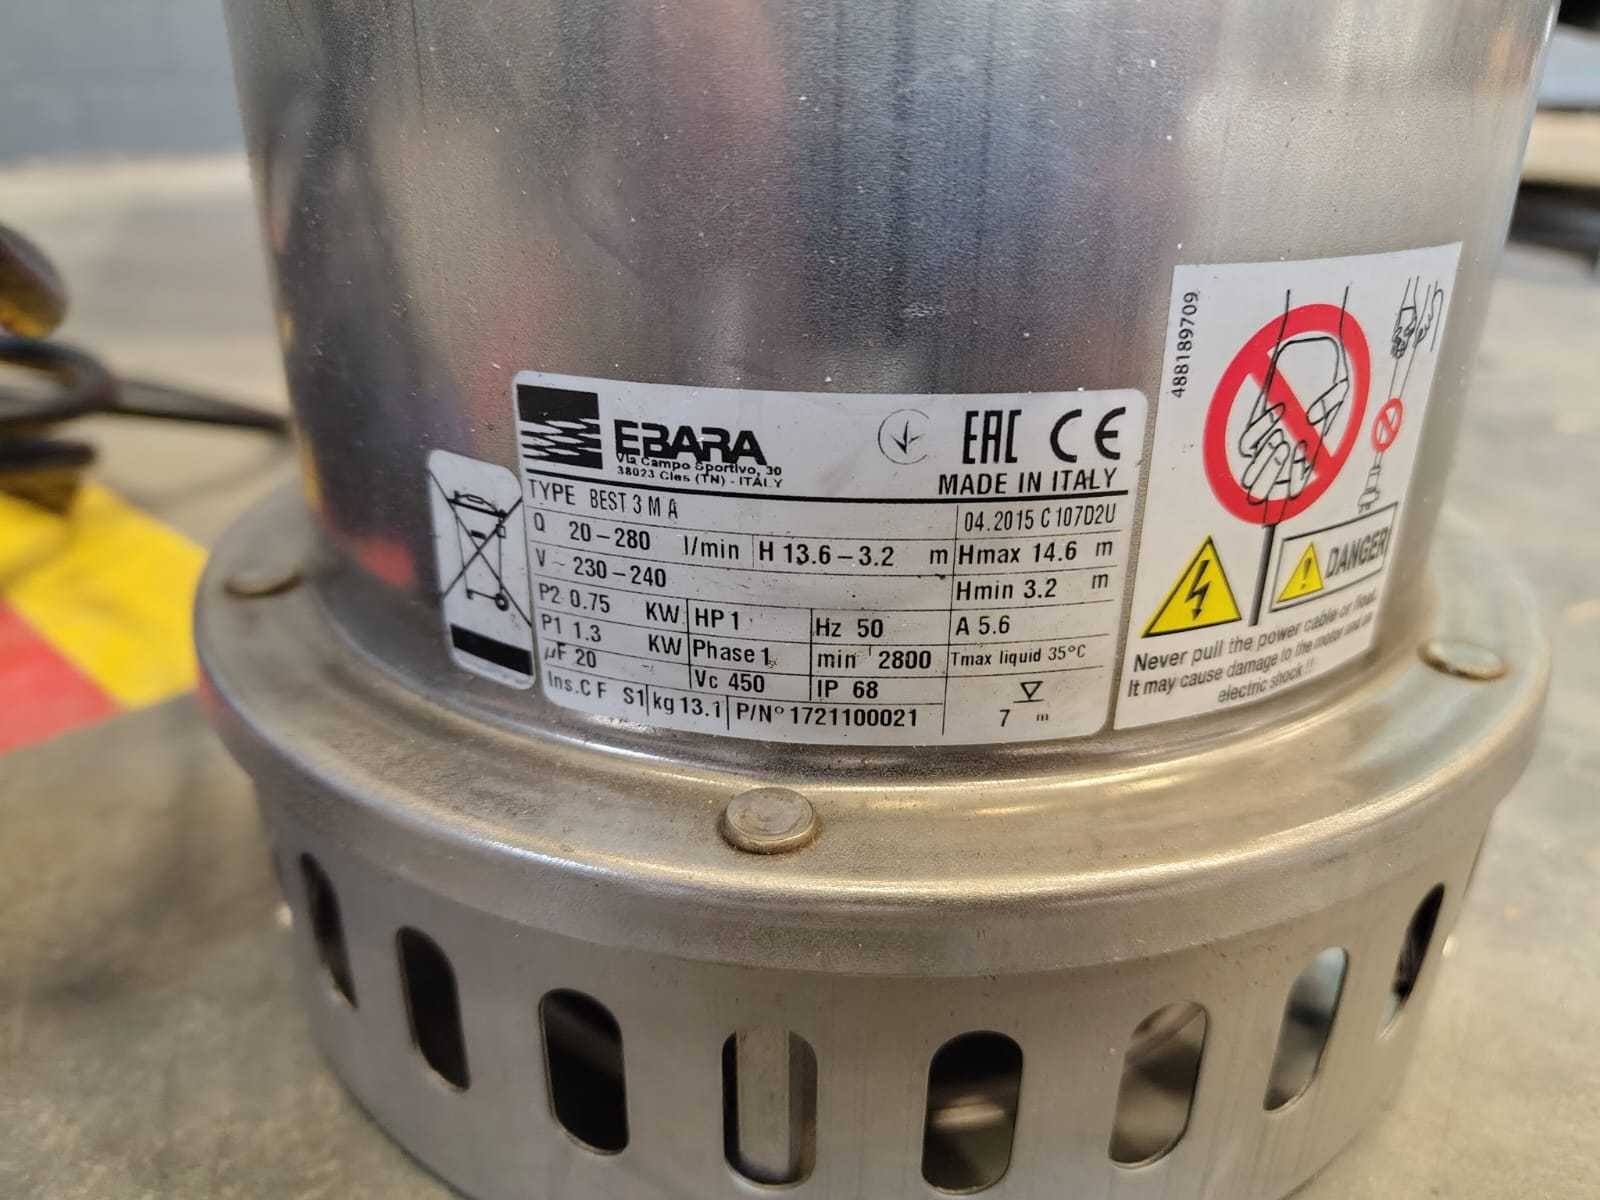 EBARA
Via Campo Sportivo, 30
38023 Cles (TN) - ITALY
EAC CE
MADE IN ITALY
TYPE BEST 3 M A
04.2015 C 107D2U
Q 20-280 l/min H 13.6-3.2 m Hmax 14.6 m
V ~ 230-240 Hmin 3.2 m
P2 0.75 KW HP 1 Hz 50 A 5.6
P1 1.3 KW Phase 1 min⁻¹ 2800 Tmax liquid 35°C
µF 20 Vc 450 IP 68
Ins.C F S1 kg 13.1 P/N° 1721100021 7 m
488189709
DANGER
Never pull the power cable or float.
It may cause damage to the motor and an
electric shock!!